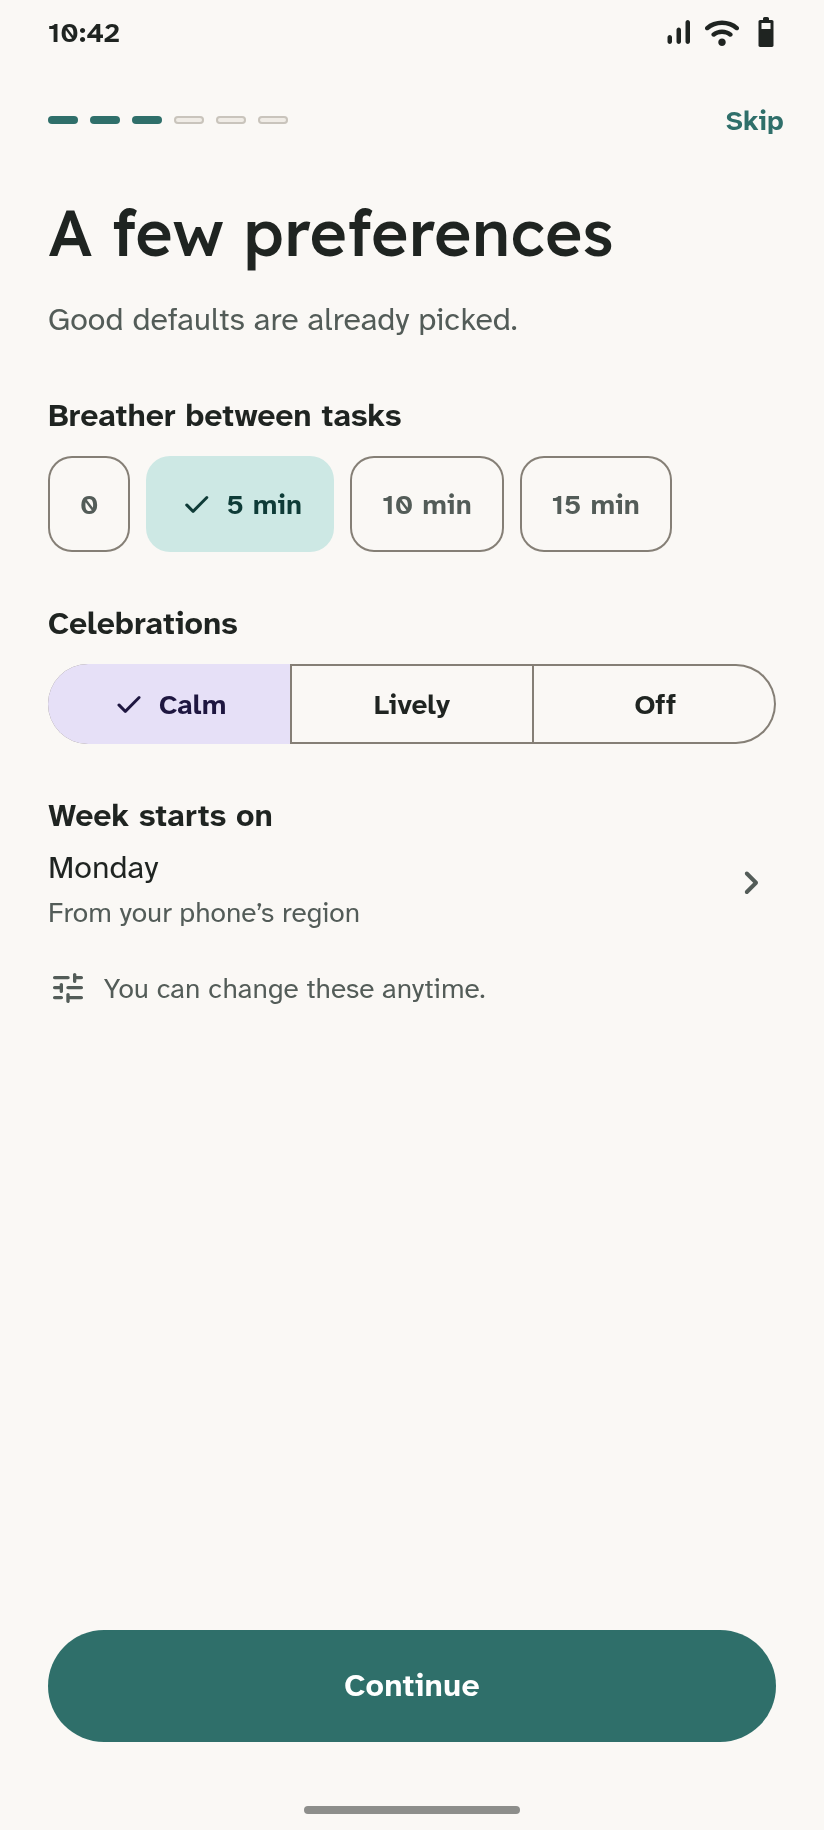 10:42
Skip
A few preferences
Good defaults are already picked.
Breather between tasks
0
5 min
10 min
15 min
Celebrations
Calm
Lively
Off
Week starts on
Monday
From your phone’s region
You can change these anytime.
Continue